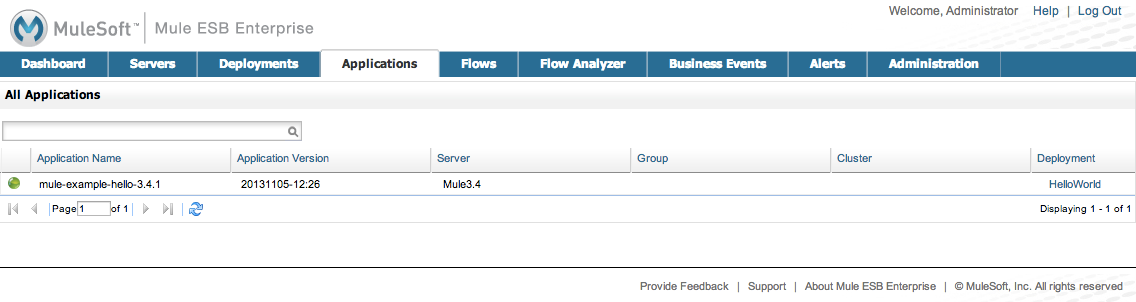 Welcome, Administrator Help | Log Out
MuleSoft™ Mule ESB Enterprise
Dashboard Servers Deployments Applications Flows Flow Analyzer Business Events Alerts Administration
All Applications
Application Name Application Version Server Group Cluster Deployment
mule-example-hello-3.4.1 20131105-12:26 Mule3.4 HelloWorld
Page 1 of 1 Displaying 1 - 1 of 1
Provide Feedback | Support | About Mule ESB Enterprise | © MuleSoft, Inc. All rights reserved